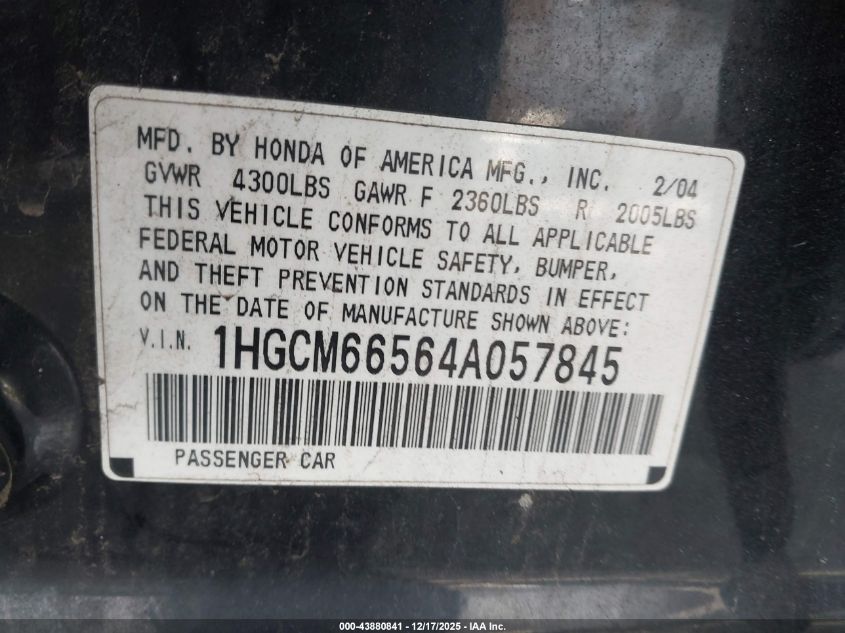 MFD. BY HONDA OF AMERICA MFG., INC. 2/04
GVWR 4300LBS GAWR F 2360LBS R 2005LBS
THIS VEHICLE CONFORMS TO ALL APPLICABLE
FEDERAL MOTOR VEHICLE SAFETY, BUMPER,
AND THEFT PREVENTION STANDARDS IN EFFECT
ON THE DATE OF MANUFACTURE SHOWN ABOVE:
V.I.N. 1HGCM66564A057845
PASSENGER CAR
000-43880841 - 12/17/2025 - IAA Inc.